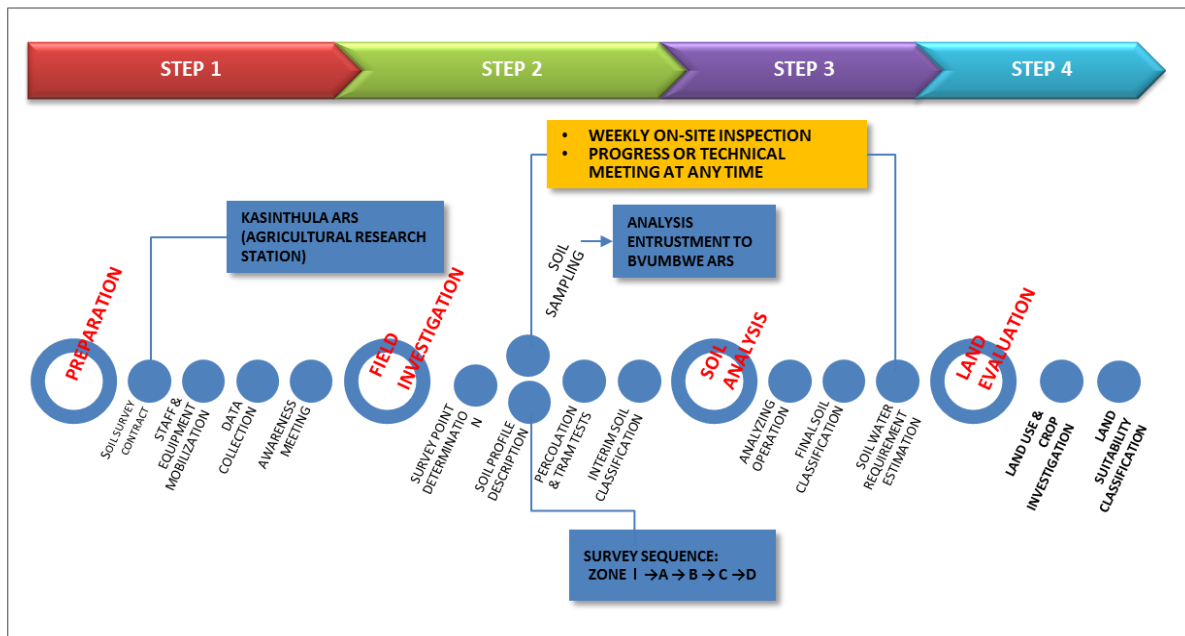 STEP 1
STEP 2
STEP 3
STEP 4
• WEEKLY ON-SITE INSPECTION
• PROGRESS OR TECHNICAL
MEETING AT ANY TIME
KASINTHULA ARS
(AGRICULTURAL RESEARCH
STATION)
SOIL
SAMPLING
ANALYSIS
ENTRUSTMENT TO
BVUMBWE ARS
PREPARATION
FIELD
INVESTIGATION
SOIL
ANALYSIS
LAND
EVALUATION
SOIL SURVEY
CONTRACT
STAFF &
EQUIPMENT
MOBILIZATION
DATA
COLLECTION
AWARENESS
MEETING
SURVEY POINT
DETERMINATIO
N
SOIL PROFILE
DESCRIPTION
PERCOLATION
& TRAM TESTS
INTERIM SOIL
CLASSIFICATION
ANALYZING
OPERATION
FINAL SOIL
CLASSIFICATION
SOIL WATER
REQUIREMENT
ESTIMATION
LAND USE &
CROP
INVESTIGATION
LAND
SUITABILITY
CLASSIFICATION
SURVEY SEQUENCE:
ZONE I →A → B → C →D